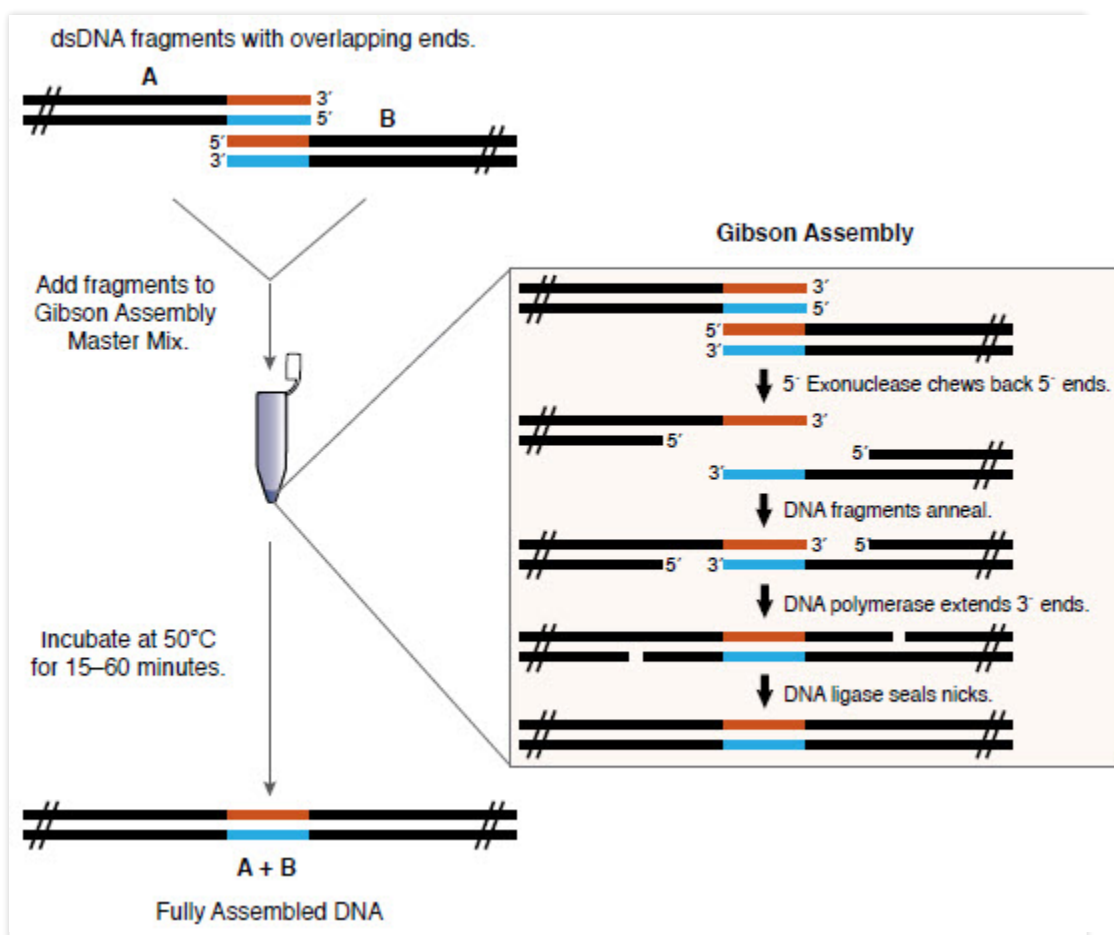 dsDNA fragments with overlapping ends.
A
3´
5´
B
5´
3´
Add fragments to
Gibson Assembly
Master Mix.
Incubate at 50°C
for 15–60 minutes.
A + B
Fully Assembled DNA
Gibson Assembly
3´
5´
5´
3´
5´ Exonuclease chews back 5´ ends.
3´
5´
5´
3´
DNA fragments anneal.
3´ 5´
5´ 3´
DNA polymerase extends 3´ ends.
DNA ligase seals nicks.